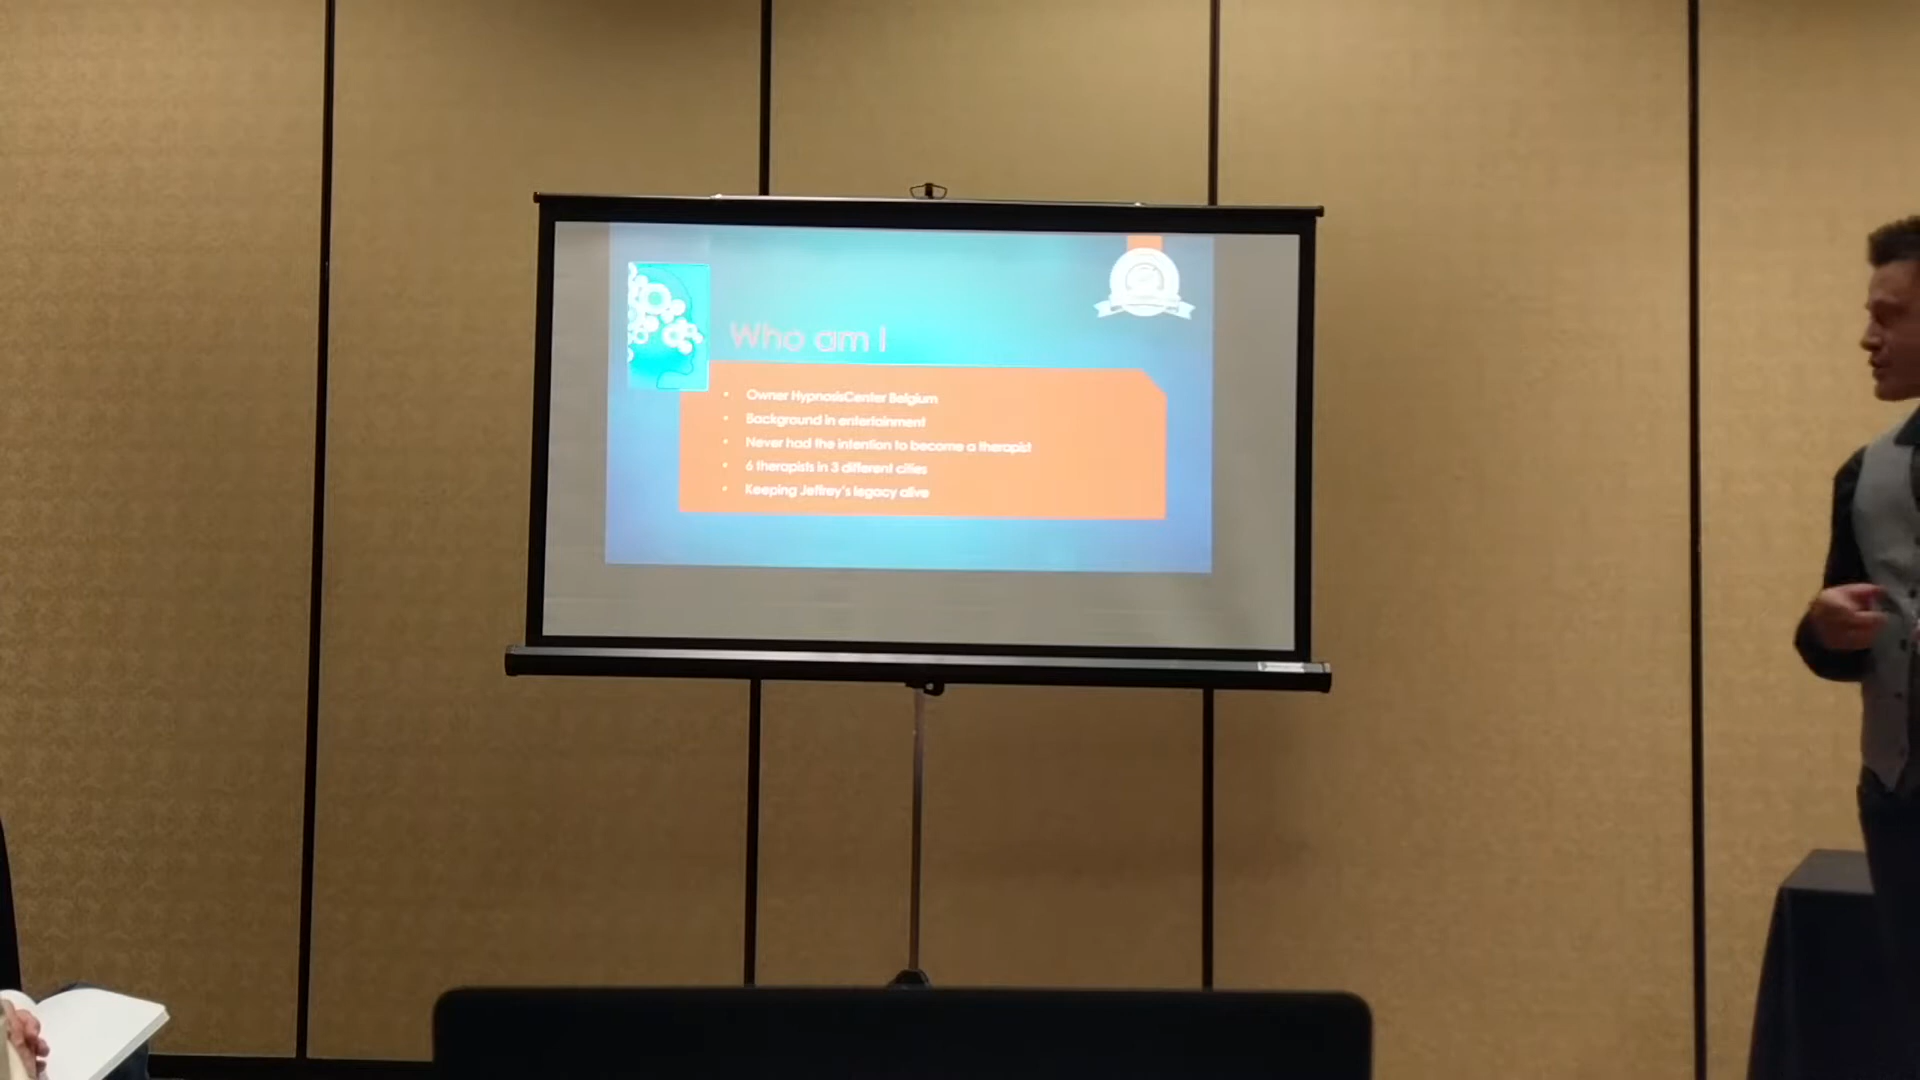 Who am I
Owner HypnosisCenter Belgium
Background in entertainment
Never had the intention to become a therapist
6 therapists in 3 different cities
Keeping Jeffrey's legacy alive